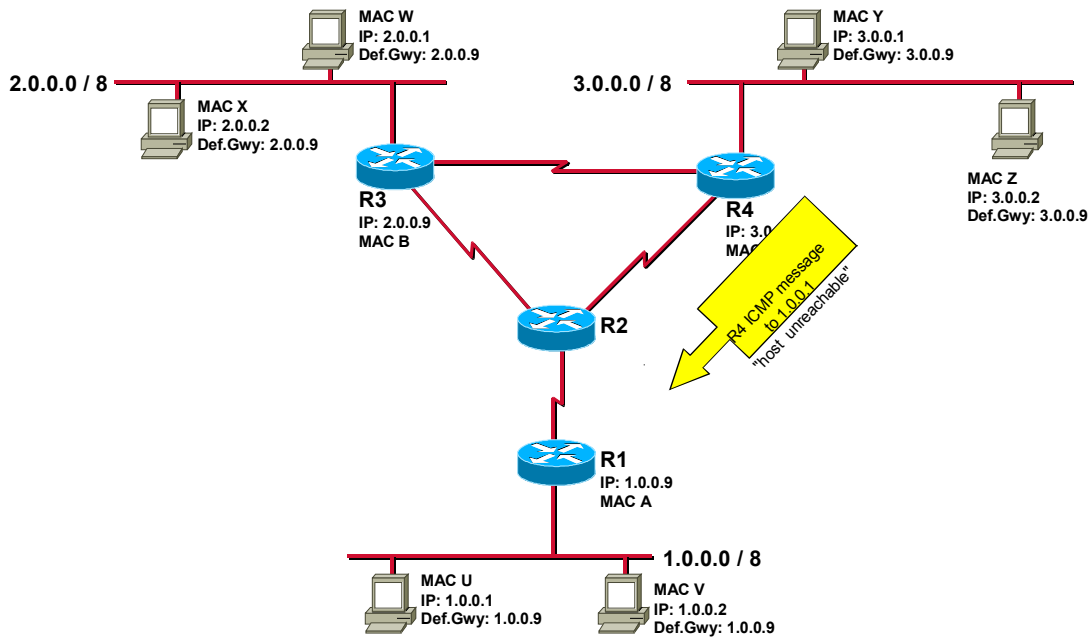 MAC W
IP: 2.0.0.1
Def.Gwy: 2.0.0.9
MAC Y
IP: 3.0.0.1
Def.Gwy: 3.0.0.9
2.0.0.0 / 8
3.0.0.0 / 8
MAC X
IP: 2.0.0.2
Def.Gwy: 2.0.0.9
MAC Z
IP: 3.0.0.2
Def.Gwy: 3.0.0.9
R3
IP: 2.0.0.9
MAC B
R4
IP: 3.0
MAC
R4 ICMP message
to 1.0.0.1
"host unreachable"
R2
R1
IP: 1.0.0.9
MAC A
1.0.0.0 / 8
MAC U
IP: 1.0.0.1
Def.Gwy: 1.0.0.9
MAC V
IP: 1.0.0.2
Def.Gwy: 1.0.0.9